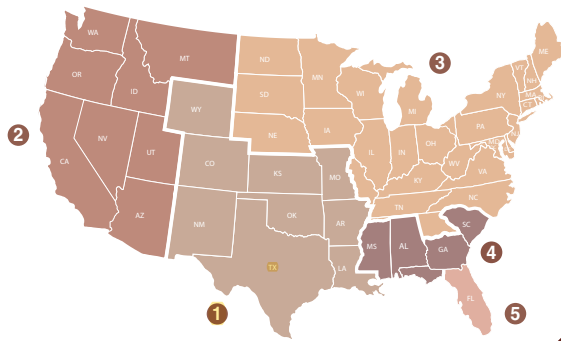 WA
MT
ND
MN
ME
OR
ID
SD
WI
MI
NY
VT
NH
MA
CT
WY
NE
IA
PA
NJ
NV
UT
CO
IL
IN
OH
WV
MD
VA
CA
KS
MO
KY
NC
AZ
NM
OK
AR
TN
SC
TX
LA
MS
AL
GA
FL
3
2
4
1
5